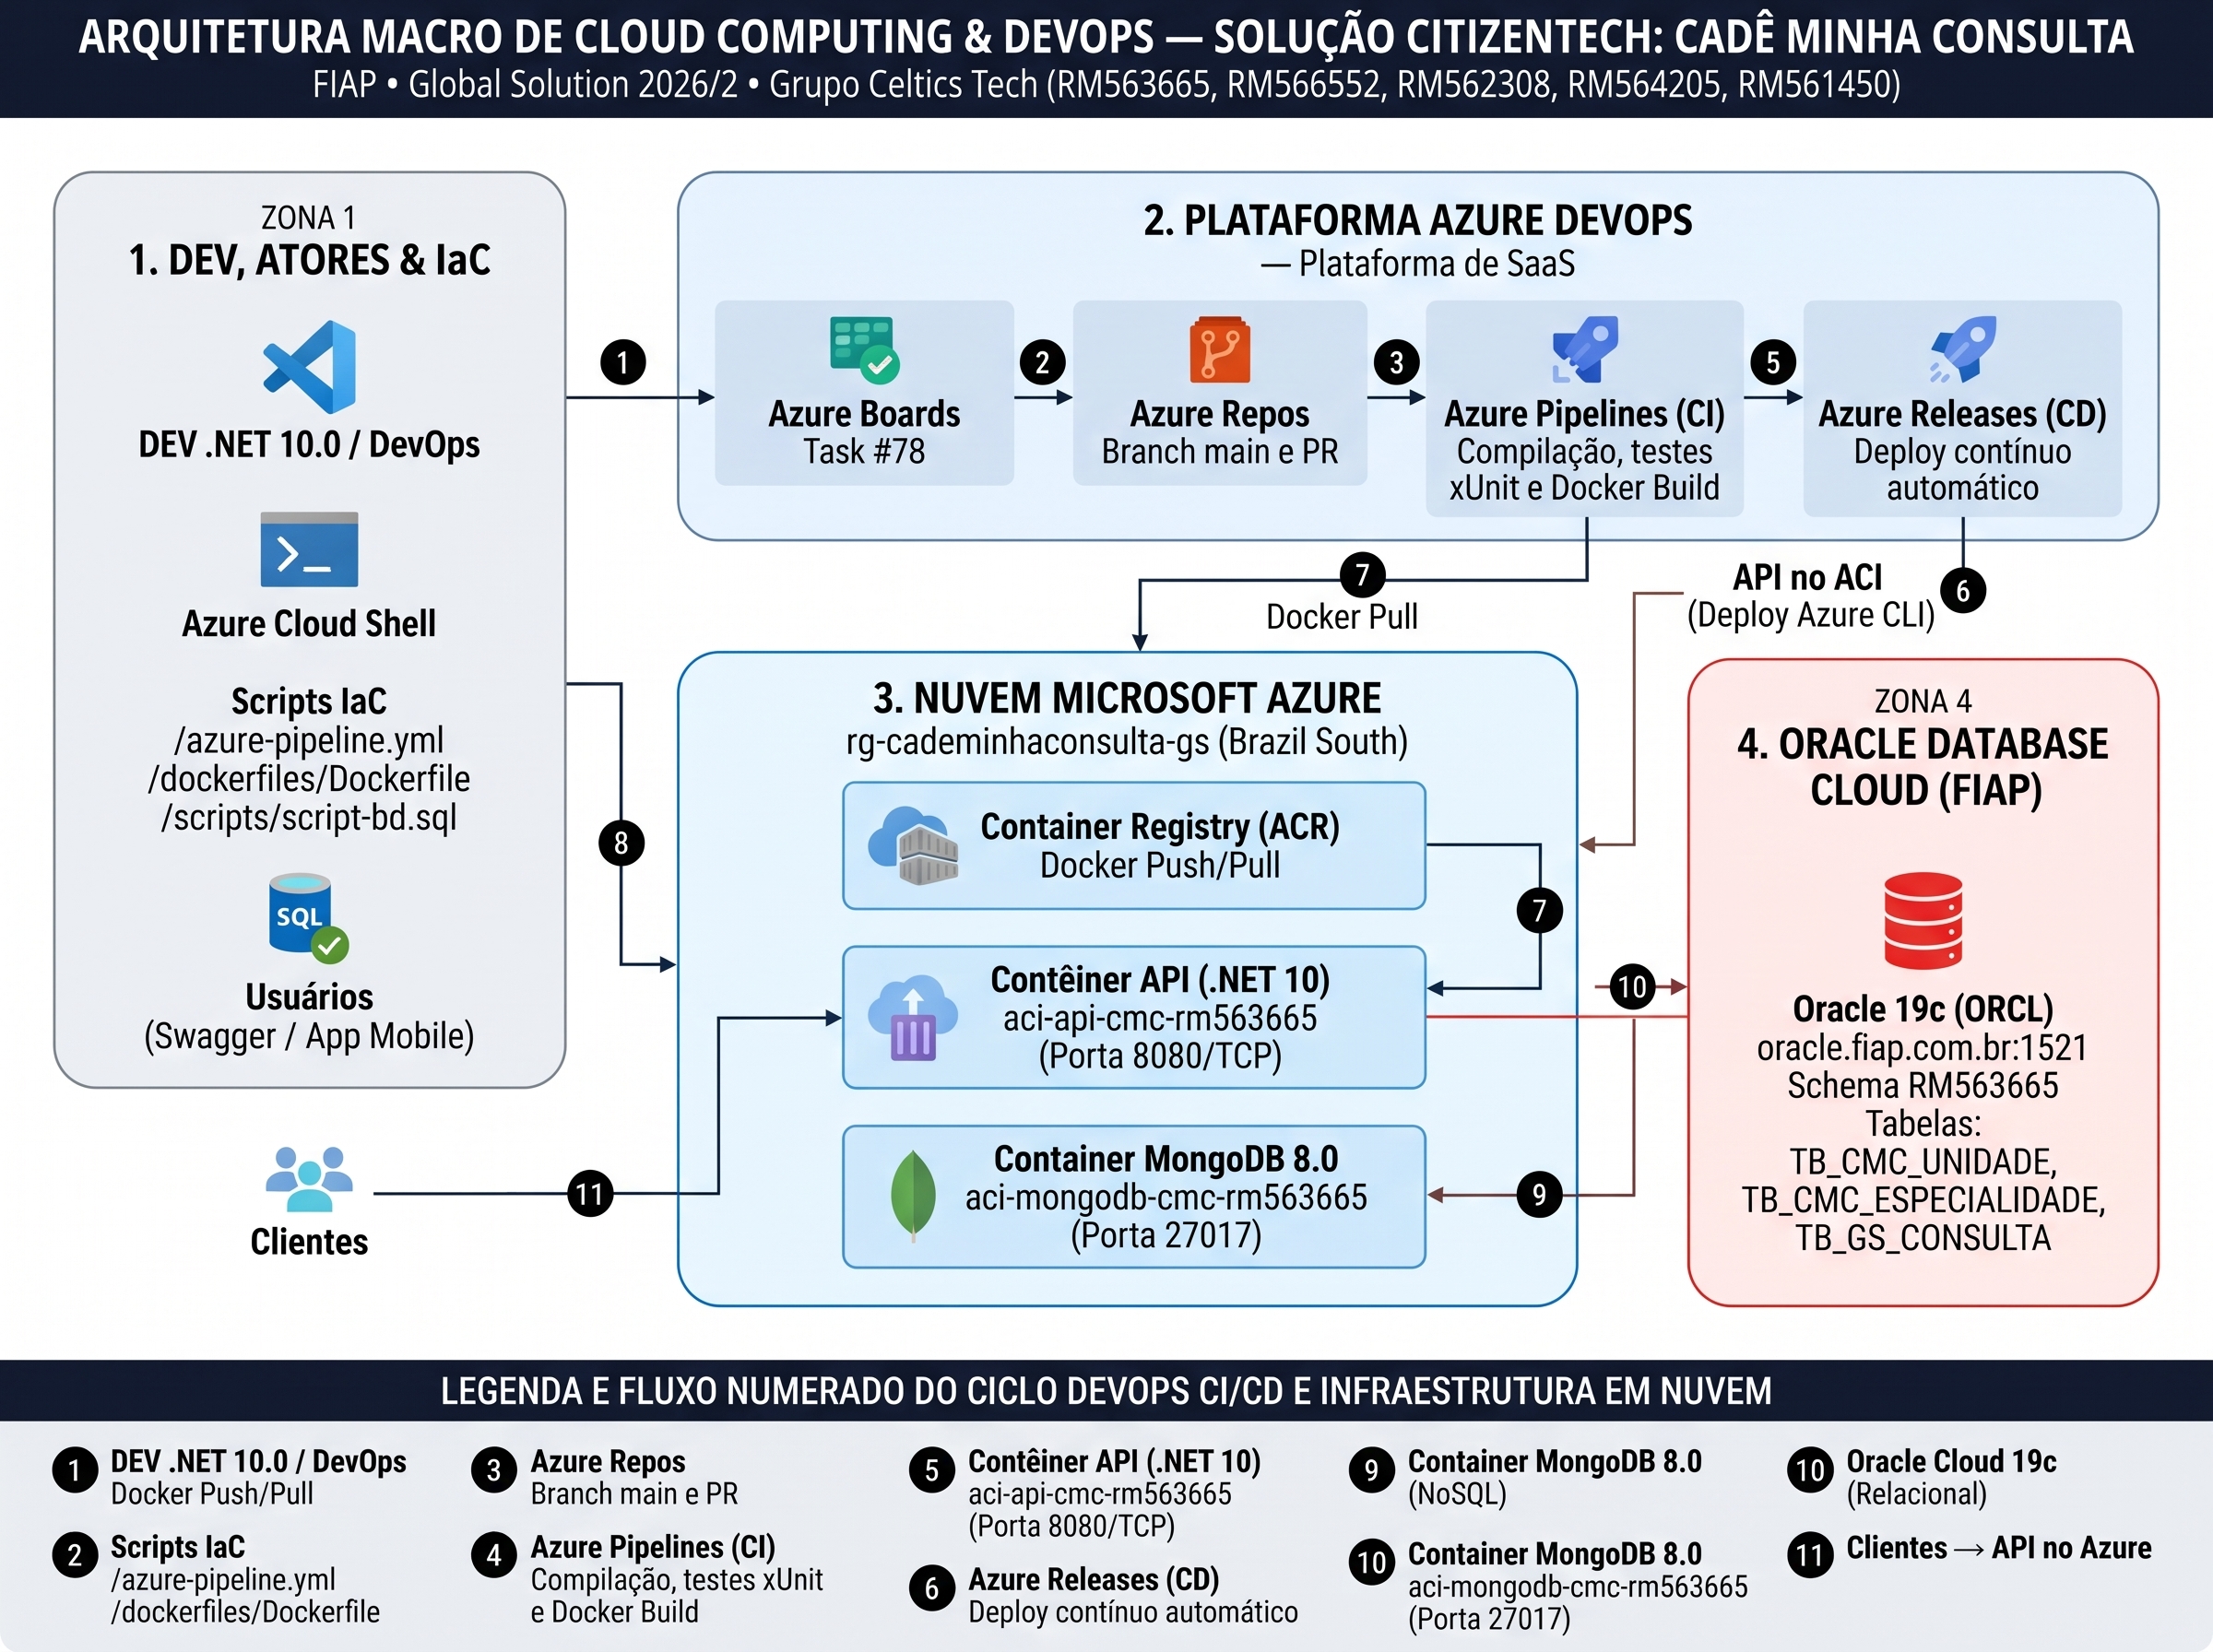 ARQUITETURA MACRO DE CLOUD COMPUTING & DEVOPS — SOLUÇÃO CITIZENTECH: CADÊ MINHA CONSULTA
FIAP • Global Solution 2026/2 • Grupo Celtics Tech (RM563665, RM566552, RM562308, RM564205, RM561450)
ZONA 1
1. DEV, ATORES & IaC
DEV .NET 10.0 / DevOps
Azure Cloud Shell
Scripts IaC
/azure-pipeline.yml
/dockerfiles/Dockerfile
/scripts/script-bd.sql
SQL
Usuários
(Swagger / App Mobile)
Clientes
1
8
11
2. PLATAFORMA AZURE DEVOPS
— Plataforma de SaaS
Azure Boards
Task #78
2
Azure Repos
Branch main e PR
3
Azure Pipelines (CI)
Compilação, testes
xUnit e Docker Build
5
Azure Releases (CD)
Deploy contínuo
automático
7
Docker Pull
API no ACI
(Deploy Azure CLI)
6
3. NUVEM MICROSOFT AZURE
rg-cademinhaconsulta-gs (Brazil South)
Container Registry (ACR)
Docker Push/Pull
7
Contêiner API (.NET 10)
aci-api-cmc-rm563665
(Porta 8080/TCP)
10
Container MongoDB 8.0
aci-mongodb-cmc-rm563665
(Porta 27017)
9
ZONA 4
4. ORACLE DATABASE
CLOUD (FIAP)
Oracle 19c (ORCL)
oracle.fiap.com.br:1521
Schema RM563665
Tabelas:
TB_CMC_UNIDADE,
TB_CMC_ESPECIALIDADE,
TB_GS_CONSULTA
LEGENDA E FLUXO NUMERADO DO CICLO DEVOPS CI/CD E INFRAESTRUTURA EM NUVEM
1 DEV .NET 10.0 / DevOps
Docker Push/Pull
2 Scripts IaC
/azure-pipeline.yml
/dockerfiles/Dockerfile
3 Azure Repos
Branch main e PR
4 Azure Pipelines (CI)
Compilação, testes xUnit
e Docker Build
5 Contêiner API (.NET 10)
aci-api-cmc-rm563665
(Porta 8080/TCP)
6 Azure Releases (CD)
Deploy contínuo automático
9 Container MongoDB 8.0
(NoSQL)
10 Container MongoDB 8.0
aci-mongodb-cmc-rm563665
(Porta 27017)
10 Oracle Cloud 19c
(Relacional)
11 Clientes → API no Azure